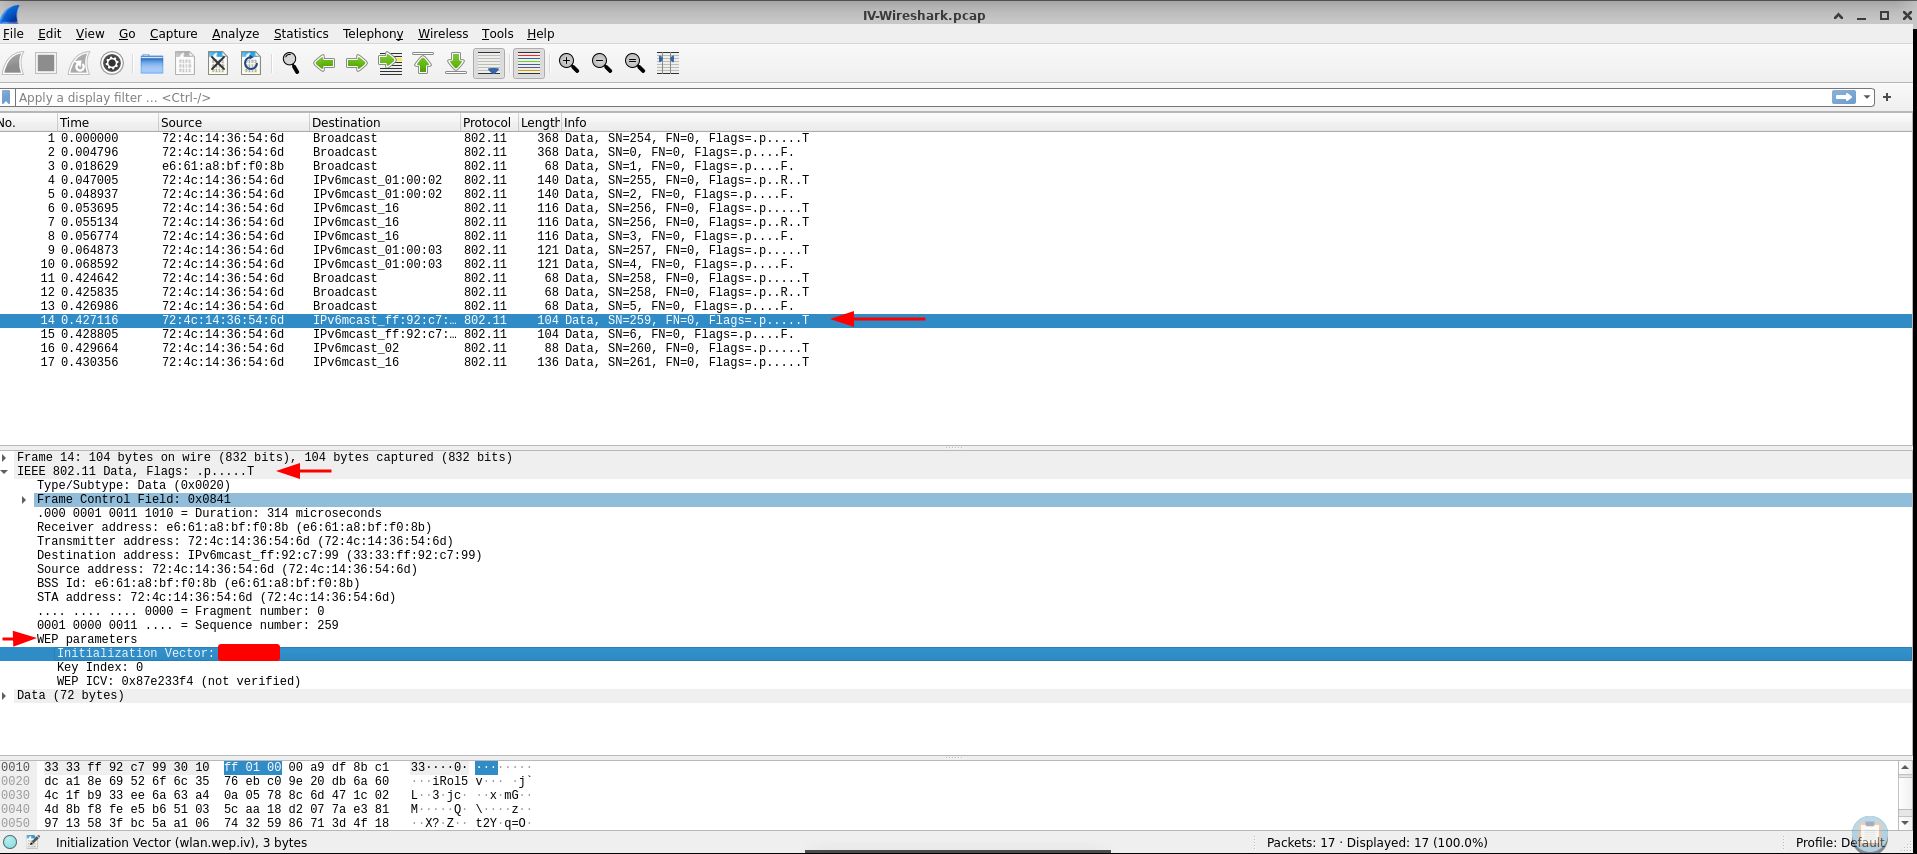 IV-Wireshark.pcap
File Edit View Go Capture Analyze Statistics Telephony Wireless Tools Help
Apply a display filter ... <Ctrl-/>
No. Time Source Destination Protocol Length Info
1 0.000000 72:4c:14:36:54:6d Broadcast 802.11 368 Data, SN=254, FN=0, Flags=.p.....T
2 0.004796 72:4c:14:36:54:6d Broadcast 802.11 368 Data, SN=0, FN=0, Flags=.p....F.
3 0.018629 e6:61:a8:bf:f0:8b Broadcast 802.11 68 Data, SN=1, FN=0, Flags=.p....F.
4 0.047005 72:4c:14:36:54:6d IPv6mcast_01:00:02 802.11 140 Data, SN=255, FN=0, Flags=.p..R..T
5 0.048937 72:4c:14:36:54:6d IPv6mcast_01:00:02 802.11 140 Data, SN=2, FN=0, Flags=.p....F.
6 0.053695 72:4c:14:36:54:6d IPv6mcast_16 802.11 116 Data, SN=256, FN=0, Flags=.p.....T
7 0.055134 72:4c:14:36:54:6d IPv6mcast_16 802.11 116 Data, SN=256, FN=0, Flags=.p..R..T
8 0.056774 72:4c:14:36:54:6d IPv6mcast_16 802.11 116 Data, SN=3, FN=0, Flags=.p....F.
9 0.064873 72:4c:14:36:54:6d IPv6mcast_01:00:03 802.11 121 Data, SN=257, FN=0, Flags=.p.....T
10 0.068592 72:4c:14:36:54:6d IPv6mcast_01:00:03 802.11 121 Data, SN=4, FN=0, Flags=.p....F.
11 0.424642 72:4c:14:36:54:6d Broadcast 802.11 68 Data, SN=258, FN=0, Flags=.p.....T
12 0.425835 72:4c:14:36:54:6d Broadcast 802.11 68 Data, SN=258, FN=0, Flags=.p..R..T
13 0.426986 72:4c:14:36:54:6d Broadcast 802.11 68 Data, SN=5, FN=0, Flags=.p....F.
14 0.427116 72:4c:14:36:54:6d IPv6mcast_ff:92:c7:… 802.11 104 Data, SN=259, FN=0, Flags=.p.....T
15 0.428805 72:4c:14:36:54:6d IPv6mcast_ff:92:c7:… 802.11 104 Data, SN=6, FN=0, Flags=.p....F.
16 0.429664 72:4c:14:36:54:6d IPv6mcast_02 802.11 88 Data, SN=260, FN=0, Flags=.p.....T
17 0.430356 72:4c:14:36:54:6d IPv6mcast_16 802.11 136 Data, SN=261, FN=0, Flags=.p.....T
Frame 14: 104 bytes on wire (832 bits), 104 bytes captured (832 bits)
IEEE 802.11 Data, Flags: .p.....T
Type/Subtype: Data (0x0020)
Frame Control Field: 0x0841
.000 0001 0011 1010 = Duration: 314 microseconds
Receiver address: e6:61:a8:bf:f0:8b (e6:61:a8:bf:f0:8b)
Transmitter address: 72:4c:14:36:54:6d (72:4c:14:36:54:6d)
Destination address: IPv6mcast_ff:92:c7:99 (33:33:ff:92:c7:99)
Source address: 72:4c:14:36:54:6d (72:4c:14:36:54:6d)
BSS Id: e6:61:a8:bf:f0:8b (e6:61:a8:bf:f0:8b)
STA address: 72:4c:14:36:54:6d (72:4c:14:36:54:6d)
.... .... .... 0000 = Fragment number: 0
0001 0000 0011 .... = Sequence number: 259
WEP parameters
Initialization Vector:
Key Index: 0
WEP ICV: 0x87e233f4 (not verified)
Data (72 bytes)
0010 33 33 ff 92 c7 99 30 10 ff 01 00 00 a9 df 8b c1 33····0· ········
0020 dc a1 8e 69 52 6f 6c 35 76 eb c0 9e 20 db 6a 60 ···iRol5 v··· ·j`
0030 4c 1f b9 33 ee 6a 63 a4 0a 05 78 8c 6d 47 1c 02 L··3·jc· ··x·mG··
0040 4d 8b f8 fe e5 b6 51 03 5c aa 18 d2 07 7a e3 81 M·····Q· \····z··
0050 97 13 58 3f bc 5a a1 06 74 32 59 86 71 3d 4f 18 ··X?·Z·· t2Y·q=O·
Initialization Vector (wlan.wep.iv), 3 bytes
Packets: 17 · Displayed: 17 (100.0%)
Profile: Default